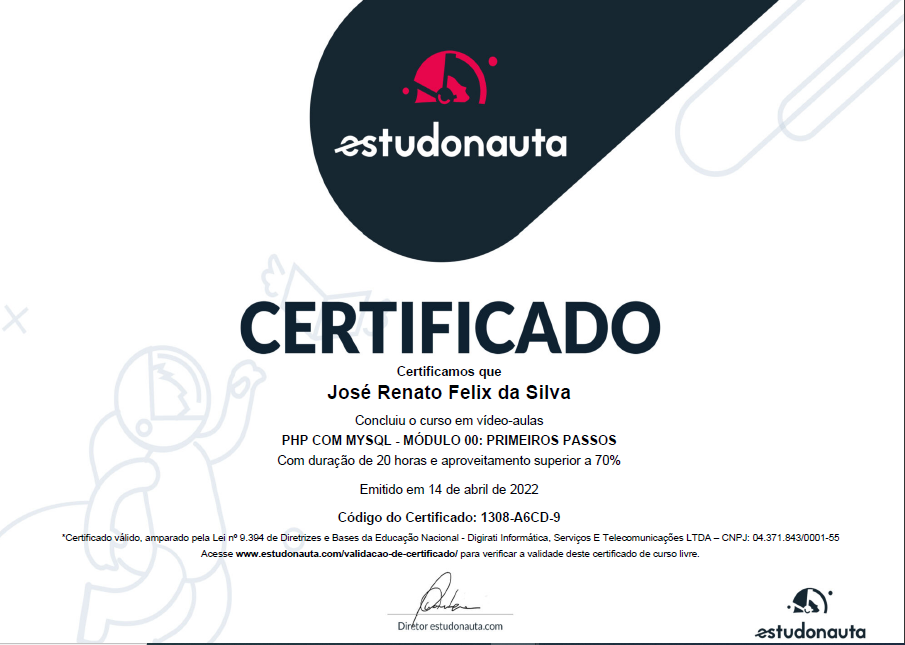 estudonauta
CERTIFICADO
Certificamos que
José Renato Felix da Silva
Concluiu o curso em vídeo-aulas
PHP COM MYSQL - MÓDULO 00: PRIMEIROS PASSOS
Com duração de 20 horas e aproveitamento superior a 70%
Emitido em 14 de abril de 2022
Código do Certificado: 1308-A6CD-9
*Certificado válido, amparado pela Lei nº 9.394 de Diretrizes e Bases da Educação Nacional - Digirati Informática, Serviços E Telecomunicações LTDA – CNPJ: 04.371.843/0001-55
Acesse www.estudonauta.com/validacao-de-certificado/ para verificar a validade deste certificado de curso livre.
Diretor estudonauta.com
estudonauta